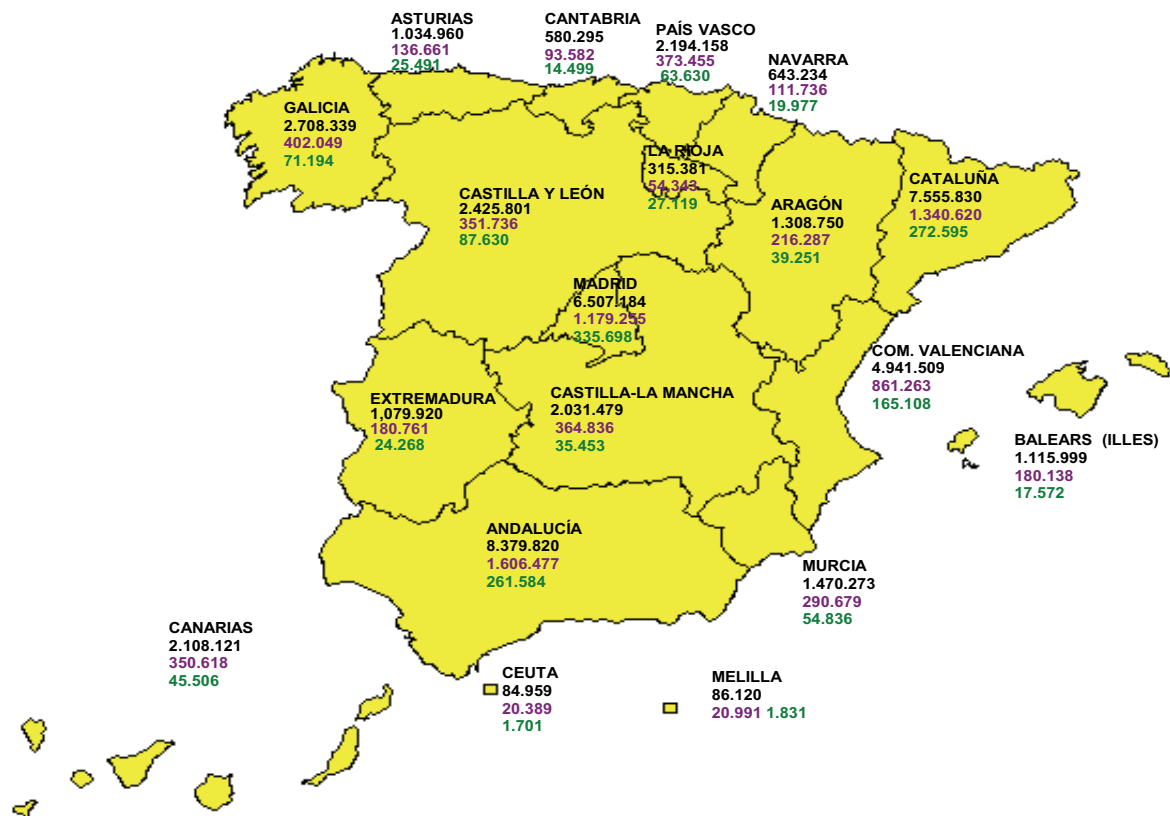 ASTURIAS
1.034.960
136.661
25.491
CANTABRIA
580.295
93.582
14.499
PAÍS VASCO
2.194.158
373.455
63.630
NAVARRA
643.234
111.736
19.977
GALICIA
2.708.339
402.049
71.194
LA RIOJA
315.381
54.343
27.119
CASTILLA Y LEÓN
2.425.801
351.736
87.630
ARAGÓN
1.308.750
216.287
39.251
CATALUÑA
7.555.830
1.340.620
272.595
MADRID
6.507.184
1.179.255
335.698
COM. VALENCIANA
4.941.509
861.263
165.108
EXTREMADURA
1,079.920
180.761
24.268
CASTILLA-LA MANCHA
2.031.479
364.836
35.453
BALEARS (ILLES)
1.115.999
180.138
17.572
ANDALUCÍA
8.379.820
1.606.477
261.584
MURCIA
1.470.273
290.679
54.836
CANARIAS
2.108.121
350.618
45.506
CEUTA
84.959
20.389
1.701
MELILLA
86.120
20.991 1.831